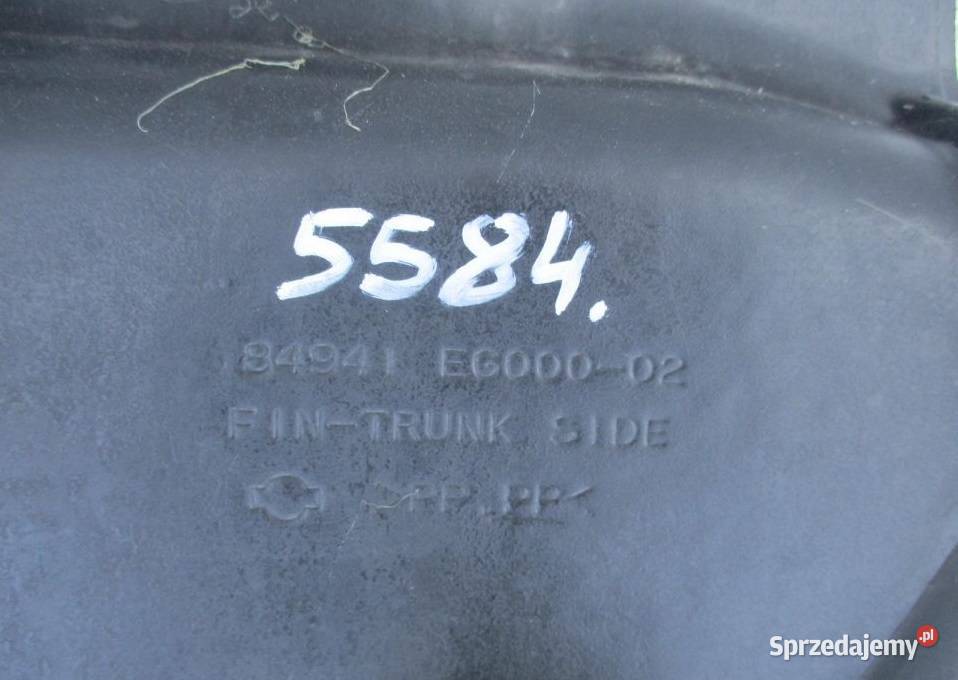 5584.
84941 EG000-02
FIN-TRUNK SIDE
Sprzedajemy.pl